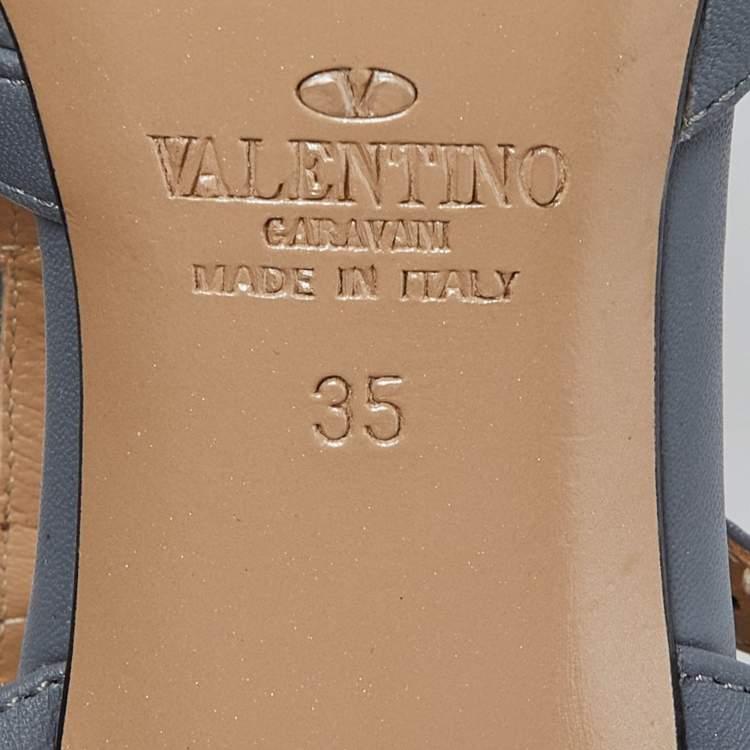 V
VALENTINO
GARAVANI
MADE IN ITALY
35